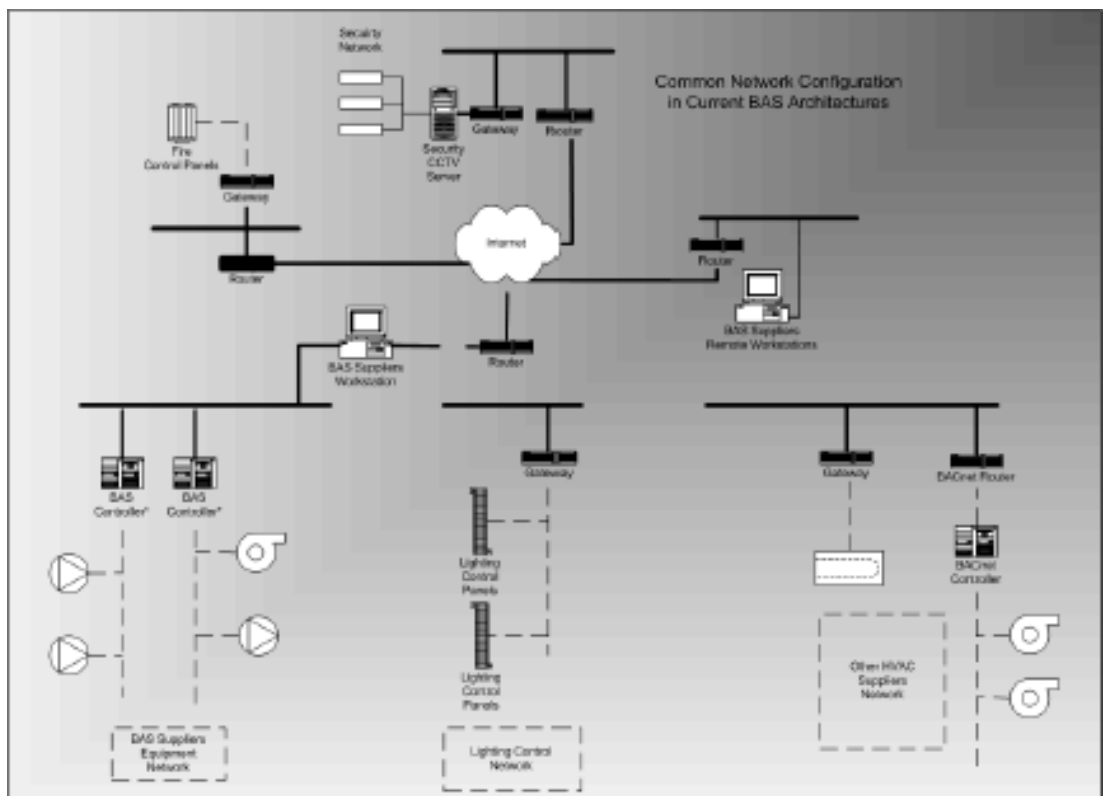 Security
Network
Common Network Configuration
in Current BAS Architectures
Gateway
Router
Fire
Control Panels
Security
CCTV
Server
Gateway
Internet
Router
Router
BAS Suppliers
Remote Workstations
BAS Suppliers
Workstation
Router
Gateway
Gateway
BACnet Router
BAS
Controller*
BAS
Controller*
Lighting
Control
Panels
BACnet
Controller
Lighting
Control
Panels
Other HVAC
Suppliers
Network
BAS Suppliers
Equipment
Network
Lighting Control
Network